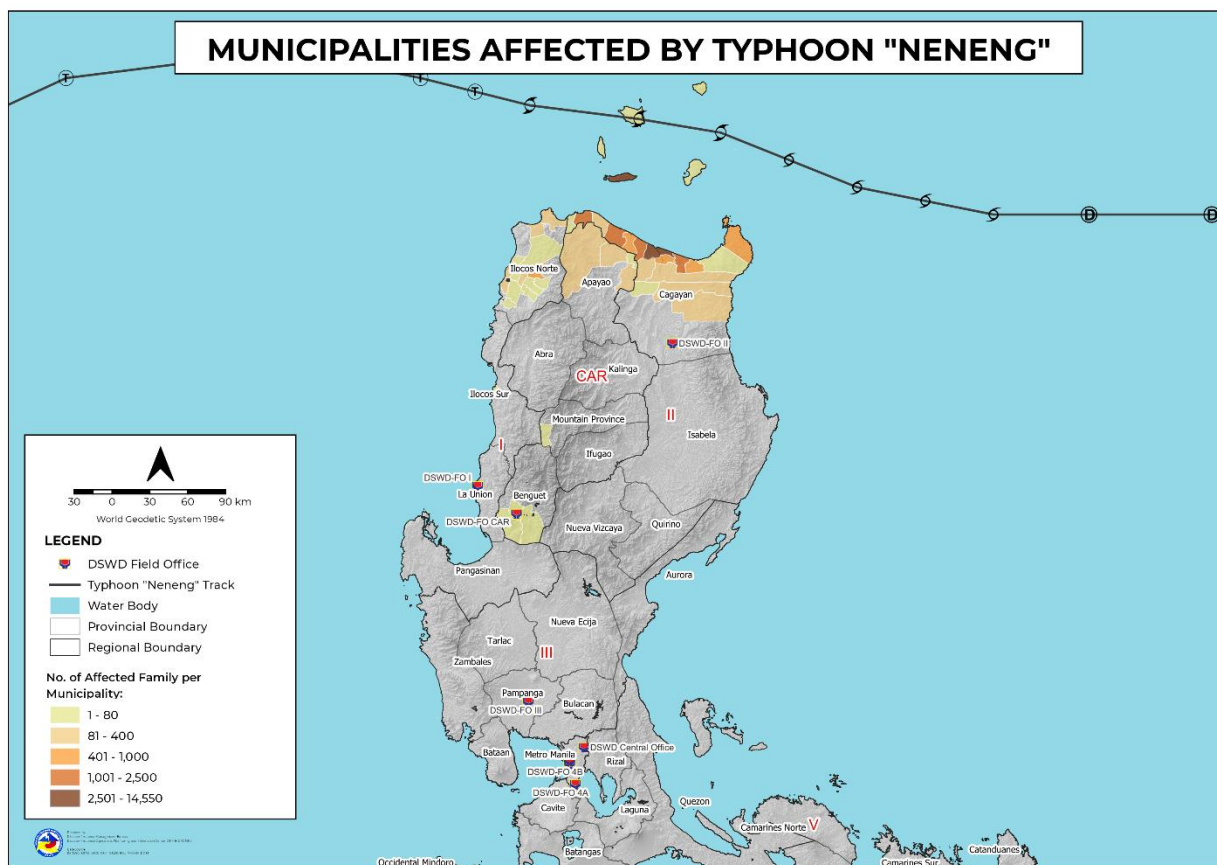 MUNICIPALITIES AFFECTED BY TYPHOON "NENENG"
T
T
T
D
D
Ilocos Norte
Apayao
Cagayan
DSWD-FO II
Abra
Kalinga
CAR
Ilocos Sur
II
Mountain Province
Isabela
I
Ifugao
DSWD-FO I
La Union
Benguet
DSWD-FO CAR
Nueva Vizcaya
Quirino
Pangasinan
Aurora
Nueva Ecija
Tarlac
III
Zambales
Pampanga
DSWD-FO III
Bulacan
Bataan
Metro Manila
DSWD Central Office
DSWD-FO 4B
Rizal
DSWD-FO 4A
Cavite
Laguna
Quezon
Camarines Norte
V
Batangas
Occidental Mindoro
Camarines Sur
Catanduanes
30 0 30 60 90 km
World Geodetic System 1984
LEGEND
DSWD Field Office
Typhoon "Neneng" Track
Water Body
Provincial Boundary
Regional Boundary
No. of Affected Family per
Municipality:
1 - 80
81 - 400
401 - 1,000
1,001 - 2,500
2,501 - 14,550